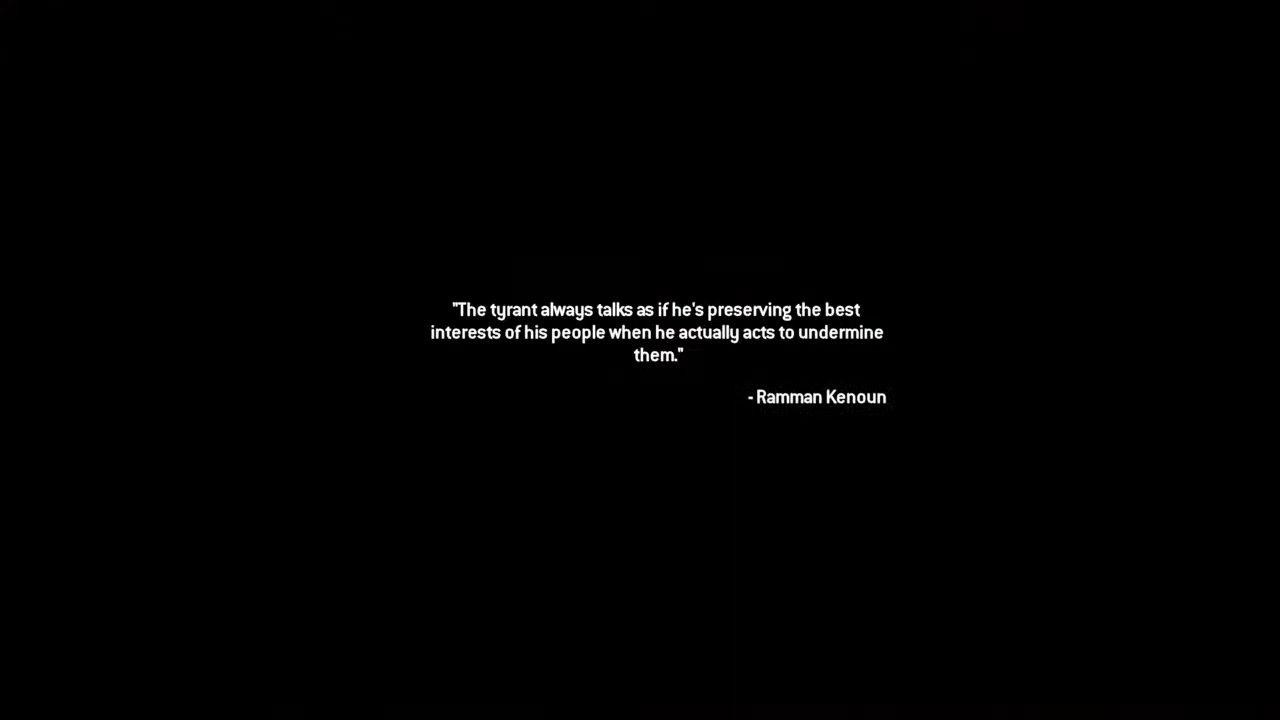 "The tyrant always talks as if he's preserving the best
interests of his people when he actually acts to undermine
them."
- Ramman Kenoun